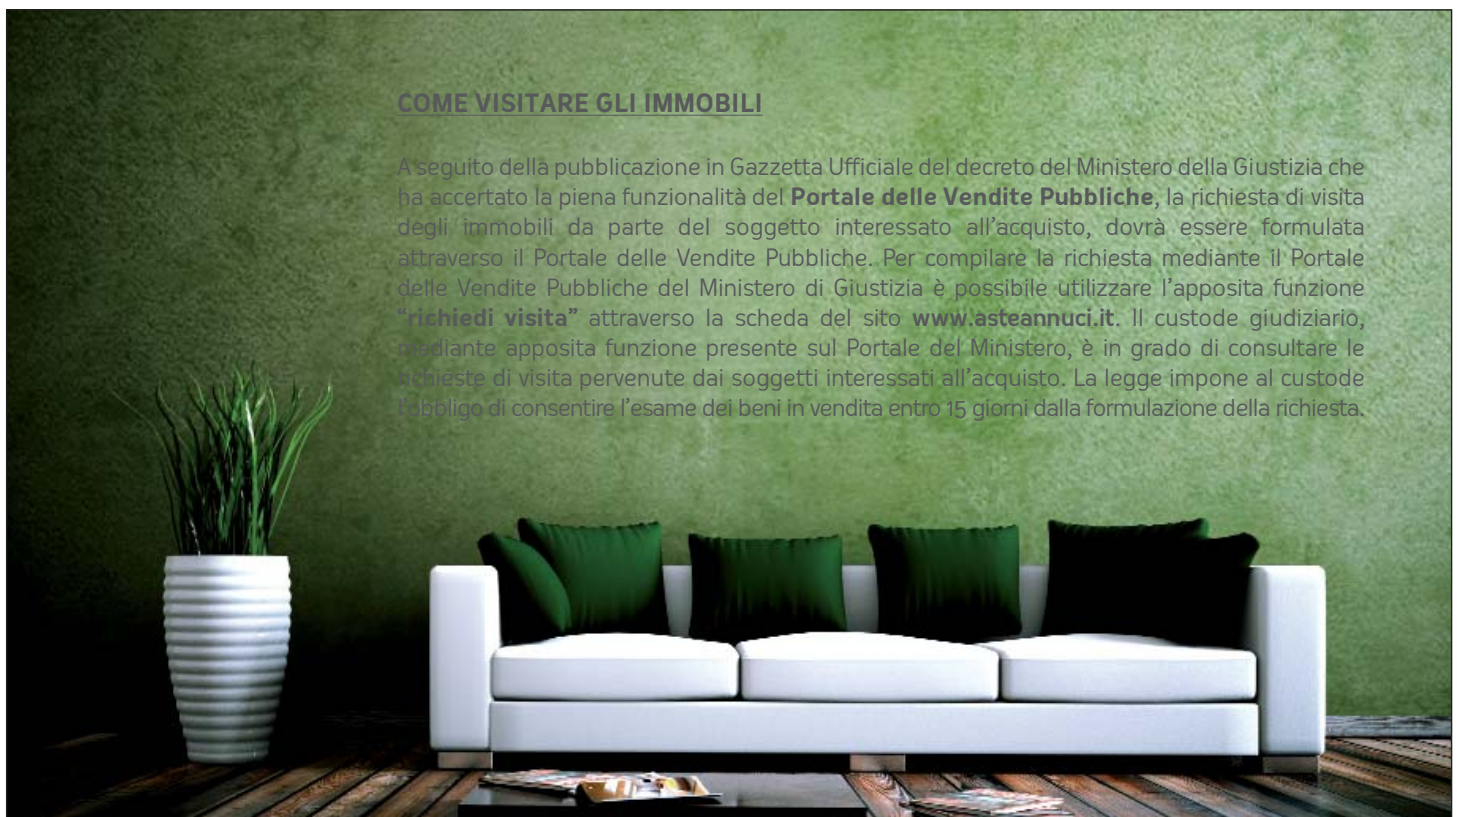 COME VISITARE GLI IMMOBILI
A seguito della pubblicazione in Gazzetta Ufficiale del decreto del Ministero della Giustizia che
ha accertato la piena funzionalità del Portale delle Vendite Pubbliche, la richiesta di visita
degli immobili da parte del soggetto interessato all’acquisto, dovrà essere formulata
attraverso il Portale delle Vendite Pubbliche. Per compilare la richiesta mediante il Portale
delle Vendite Pubbliche del Ministero di Giustizia è possibile utilizzare l’apposita funzione
“richiedi visita” attraverso la scheda del sito www.asteannuci.it. Il custode giudiziario,
mediante apposita funzione presente sul Portale del Ministero, è in grado di consultare le
richieste di visita pervenute dai soggetti interessati all’acquisto. La legge impone al custode
l’obbligo di consentire l’esame dei beni in vendita entro 15 giorni dalla formulazione della richiesta.